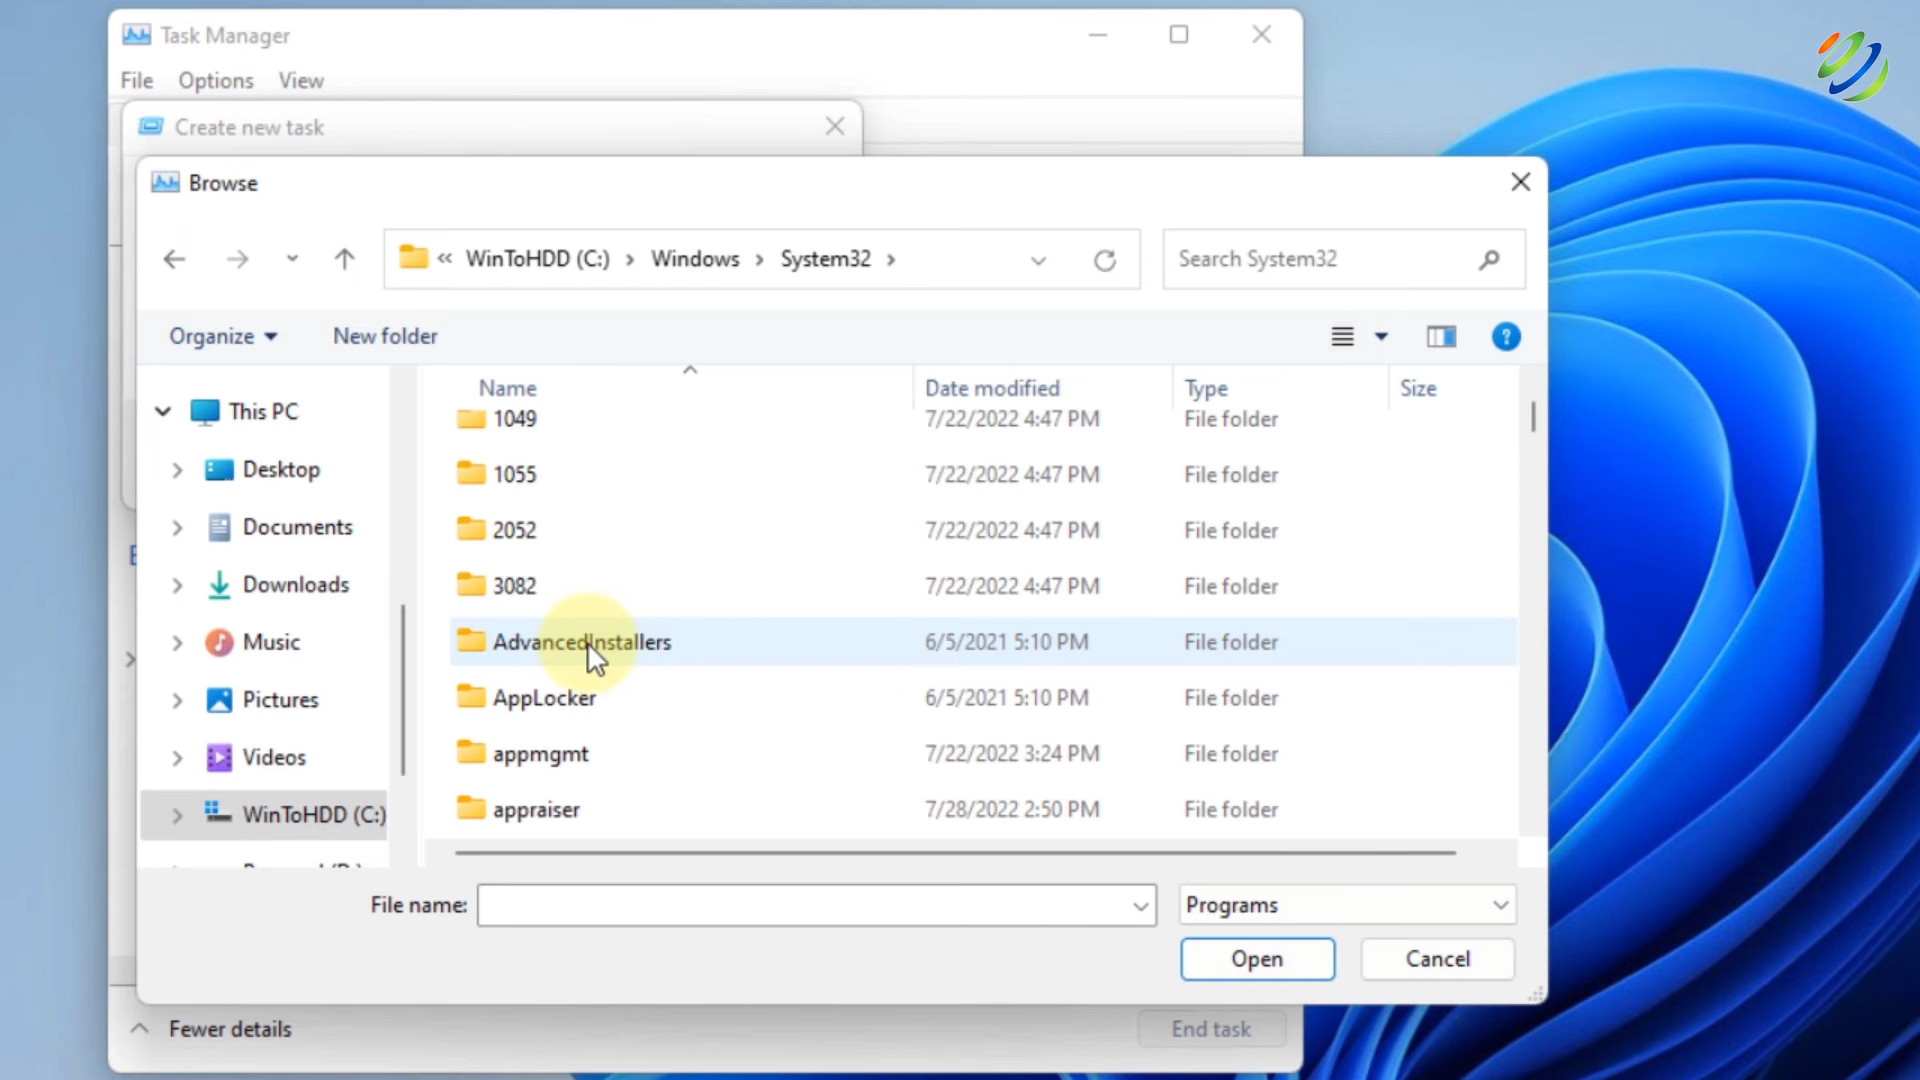 Task Manager
File Options View
Create new task
Browse
« WinToHDD (C:) › Windows › System32 ›
Search System32
Organize
New folder
Name Date modified Type Size
This PC
Desktop
Documents
Downloads
Music
Pictures
Videos
WinToHDD (C:)
1049 7/22/2022 4:47 PM File folder
1055 7/22/2022 4:47 PM File folder
2052 7/22/2022 4:47 PM File folder
3082 7/22/2022 4:47 PM File folder
AdvancedInstallers 6/5/2021 5:10 PM File folder
AppLocker 6/5/2021 5:10 PM File folder
appmgmt 7/22/2022 3:24 PM File folder
appraiser 7/28/2022 2:50 PM File folder
File name:
Programs
Open
Cancel
Fewer details
End task